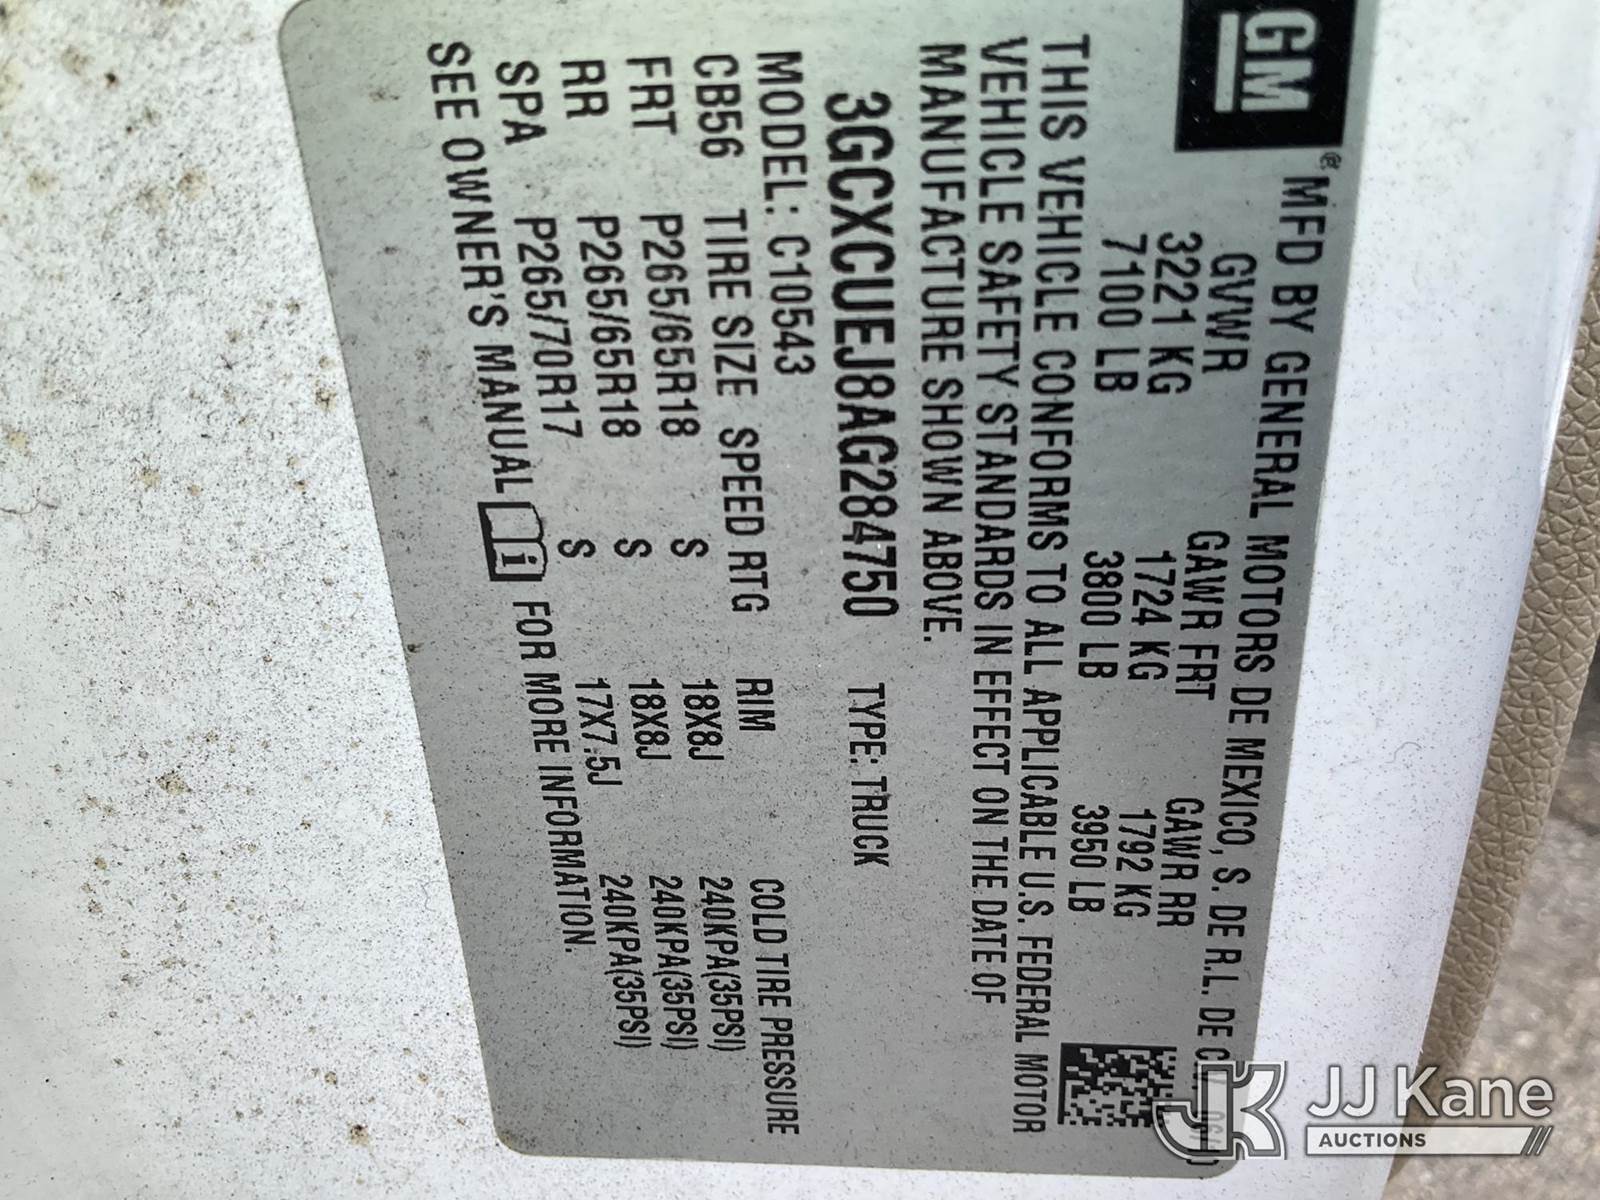 GM
® MFD BY GENERAL MOTORS DE MEXICO, S. DE R.L. DE
GVWR GAWR FRT GAWR RR
3221 KG 1724 KG 1792 KG
7100 LB 3800 LB 3950 LB
THIS VEHICLE CONFORMS TO ALL APPLICABLE U.S. FEDERAL MOTOR
VEHICLE SAFETY STANDARDS IN EFFECT ON THE DATE OF
MANUFACTURE SHOWN ABOVE.
3GCXCUEJ8AG284750 TYPE: TRUCK
MODEL: C10543
CB56 TIRE SIZE SPEED RTG RIM COLD TIRE PRESSURE
FRT P265/65R18 S 18X8J 240KPA(35PSI)
RR P265/65R18 S 18X8J 240KPA(35PSI)
SPA P265/70R17 S 17X7.5J 240KPA(35PSI)
SEE OWNER'S MANUAL i FOR MORE INFORMATION.
JK JJ Kane
AUCTIONS